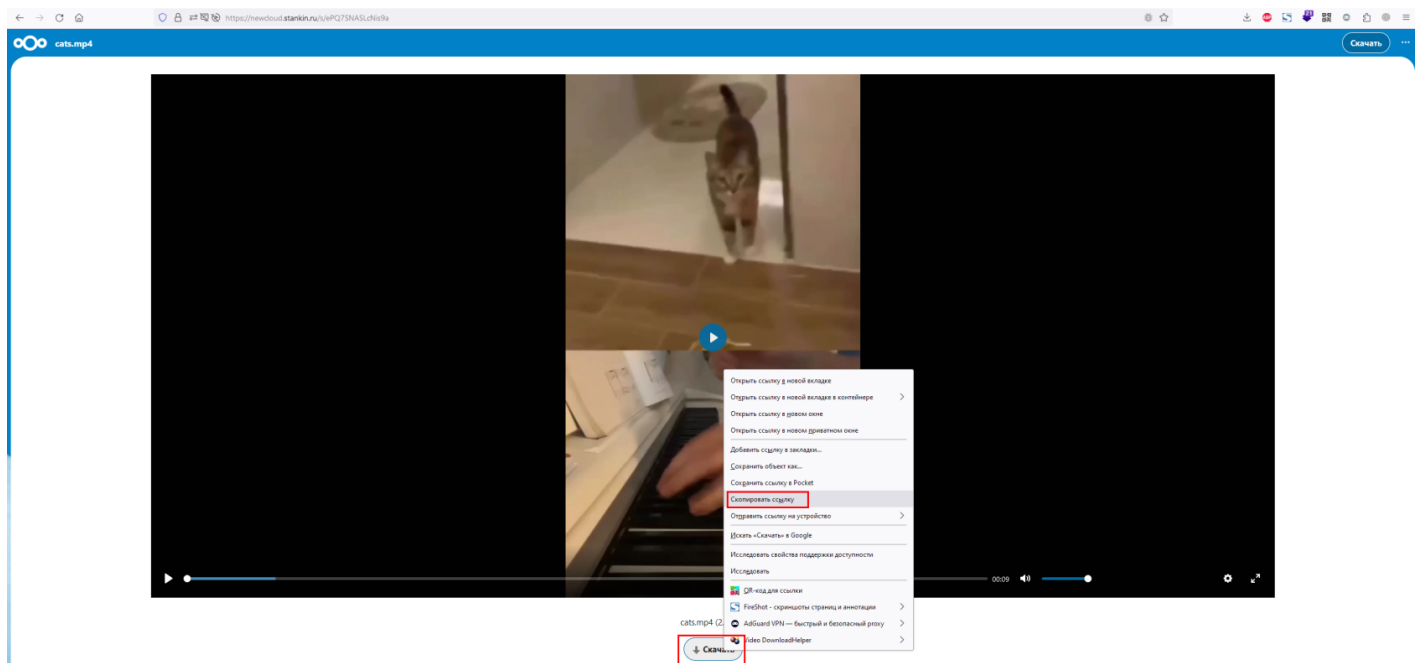 https://newcloud.stankin.ru/s/ePQ7SNASLcNis9a
cats.mp4
Скачать
Открыть ссылку в новой вкладке
Открыть ссылку в новой вкладке в контейнере
Открыть ссылку в новом окне
Открыть ссылку в новом приватном окне
Добавить ссылку в закладки...
Сохранить объект как...
Сохранить ссылку в Pocket
Скопировать ссылку
Отправить ссылку на устройство
Искать «Скачать» в Google
Исследовать свойства поддержки доступности
Исследовать
QR-код для ссылки
FireShot - скриншоты страниц и аннотации
AdGuard VPN — быстрый и безопасный proxy
Video DownloadHelper
00:09
cats.mp4 (2
Скачать